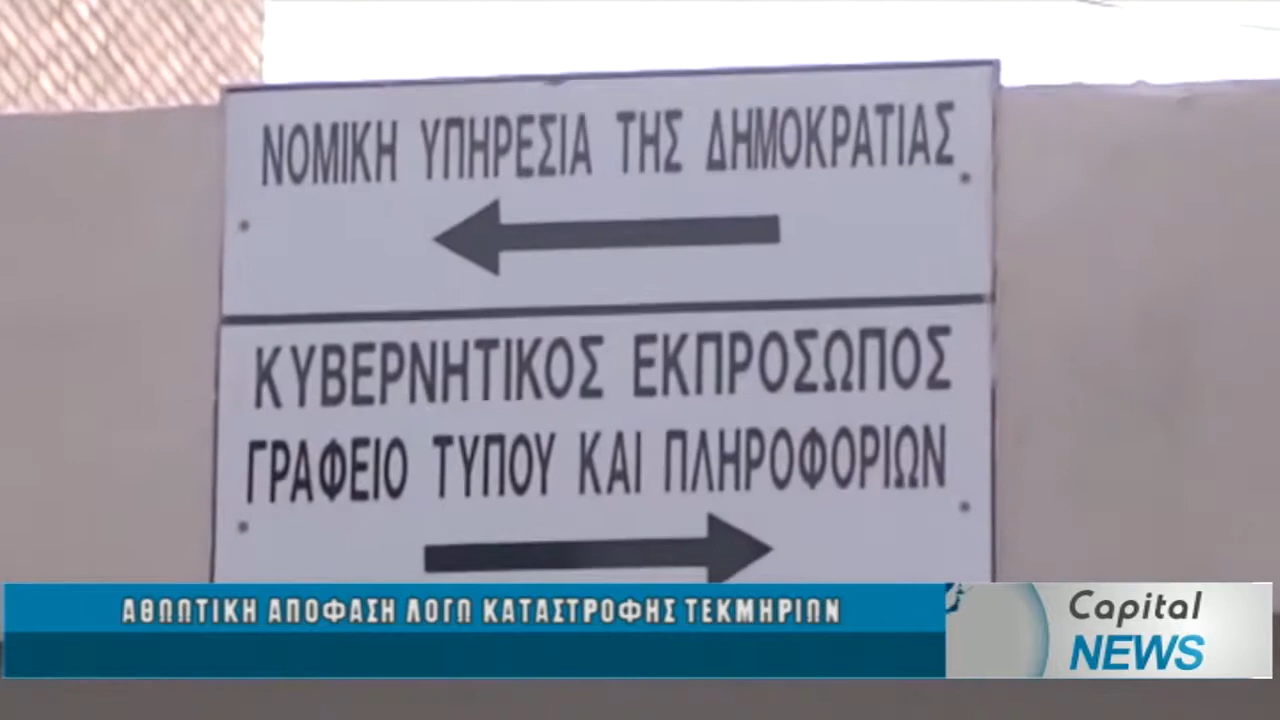 ΝΟΜΙΚΗ ΥΠΗΡΕΣΙΑ ΤΗΣ ΔΗΜΟΚΡΑΤΙΑΣ
ΚΥΒΕΡΝΗΤΙΚΟΣ ΕΚΠΡΟΣΩΠΟΣ
ΓΡΑΦΕΙΟ ΤΥΠΟΥ ΚΑΙ ΠΛΗΡΟΦΟΡΙΩΝ
ΑΘΩΩΤΙΚΗ ΑΠΟΦΑΣΗ ΛΟΓΩ ΚΑΤΑΣΤΡΟΦΗΣ ΤΕΚΜΗΡΙΩΝ
Capital
NEWS